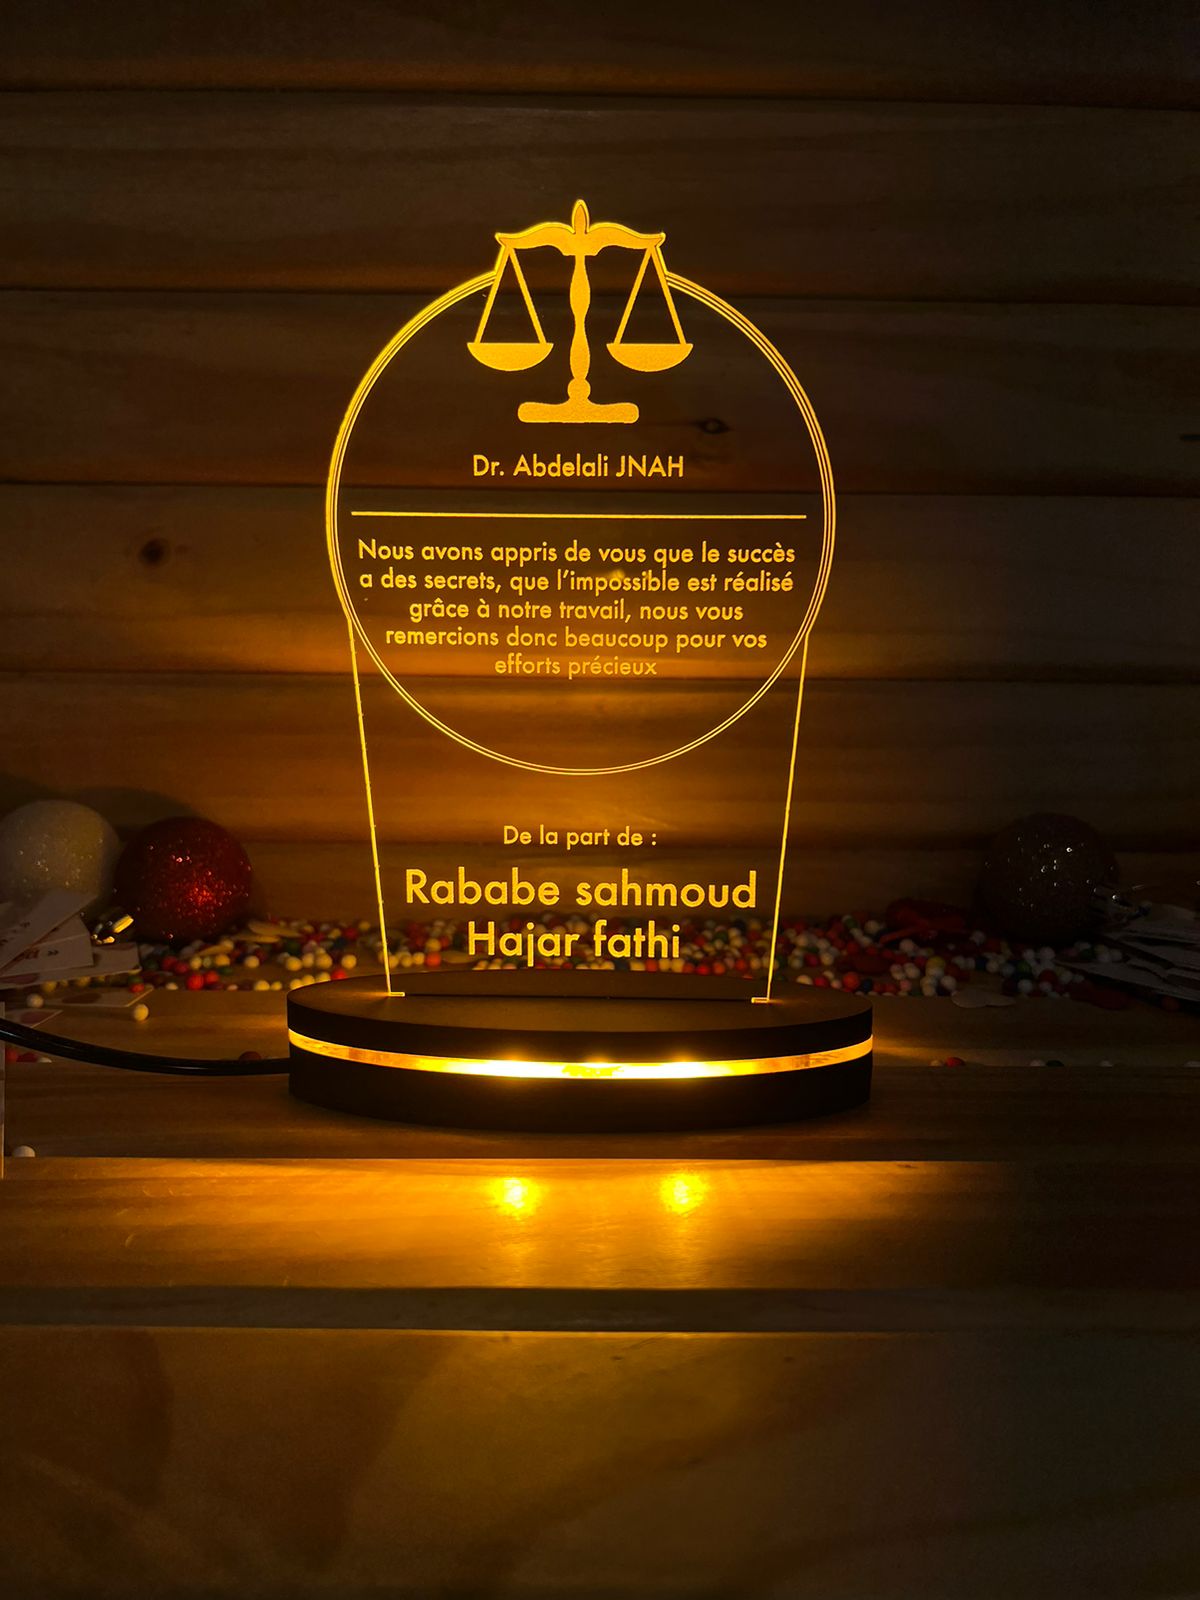 Dr. Abdelali JNAH
Nous avons appris de vous que le succès
a des secrets, que l'impossible est réalisé
grâce à notre travail, nous vous
remercions donc beaucoup pour vos
efforts précieux
De la part de :
Rababe sahmoud
Hajar fathi